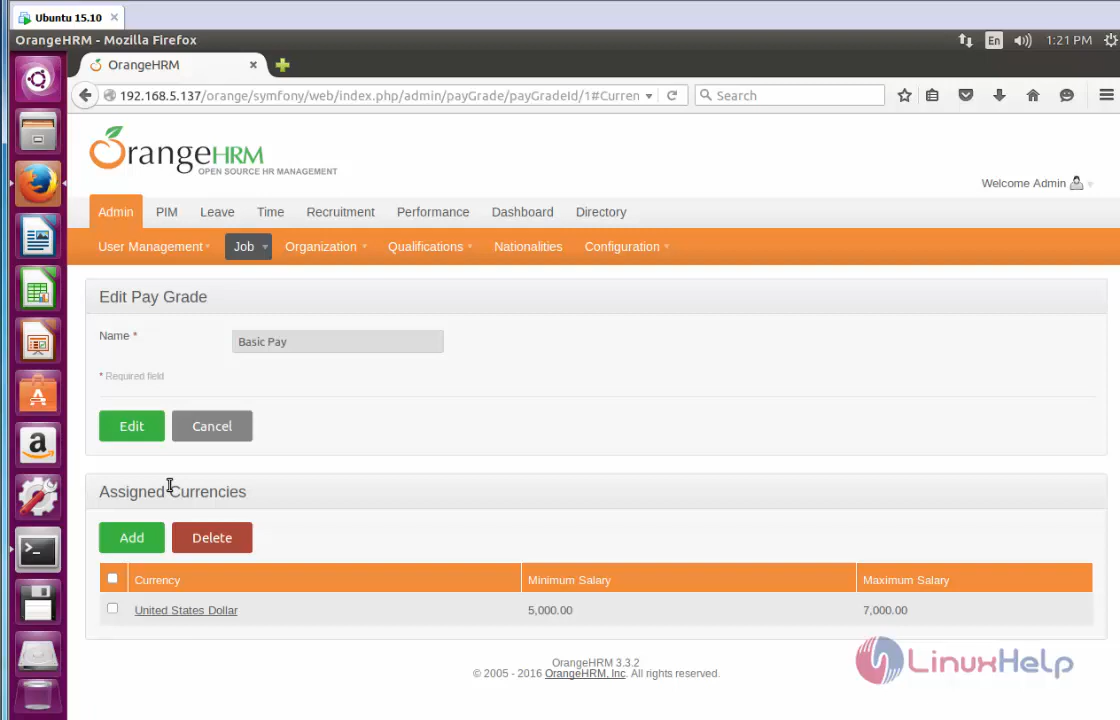 Ubuntu 15.10
OrangeHRM - Mozilla Firefox
En
1:21 PM
OrangeHRM
192.168.5.137/orange/symfony/web/index.php/admin/payGrade/payGradeId/1#Curren
Search
OrangeHRM
OPEN SOURCE HR MANAGEMENT
Welcome Admin
Admin PIM Leave Time Recruitment Performance Dashboard Directory
User Management Job Organization Qualifications Nationalities Configuration
Edit Pay Grade
Name *
Basic Pay
* Required field
Edit Cancel
Assigned Currencies
Add Delete
Currency Minimum Salary Maximum Salary
United States Dollar 5,000.00 7,000.00
OrangeHRM 3.3.2
© 2005 - 2016 OrangeHRM, Inc. All rights reserved.
LinuxHelp